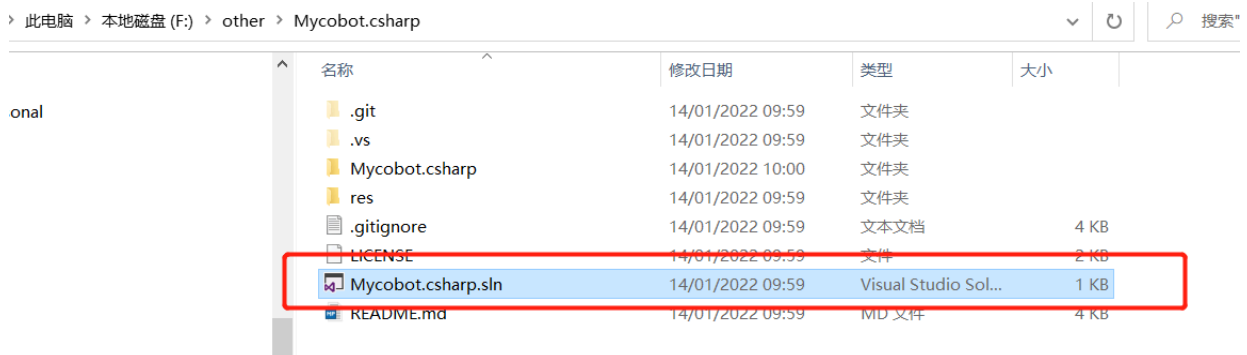 此电脑 > 本地磁盘 (F:) > other > Mycobot.csharp
搜索"
onal
名称 修改日期 类型 大小
.git 14/01/2022 09:59 文件夹
.vs 14/01/2022 09:59 文件夹
Mycobot.csharp 14/01/2022 10:00 文件夹
res 14/01/2022 09:59 文件夹
.gitignore 14/01/2022 09:59 文本文档 4 KB
LICENSE 14/01/2022 09:59 文件 2 KB
Mycobot.csharp.sln 14/01/2022 09:59 Visual Studio Sol... 1 KB
README.md 14/01/2022 09:59 MD 文件 4 KB